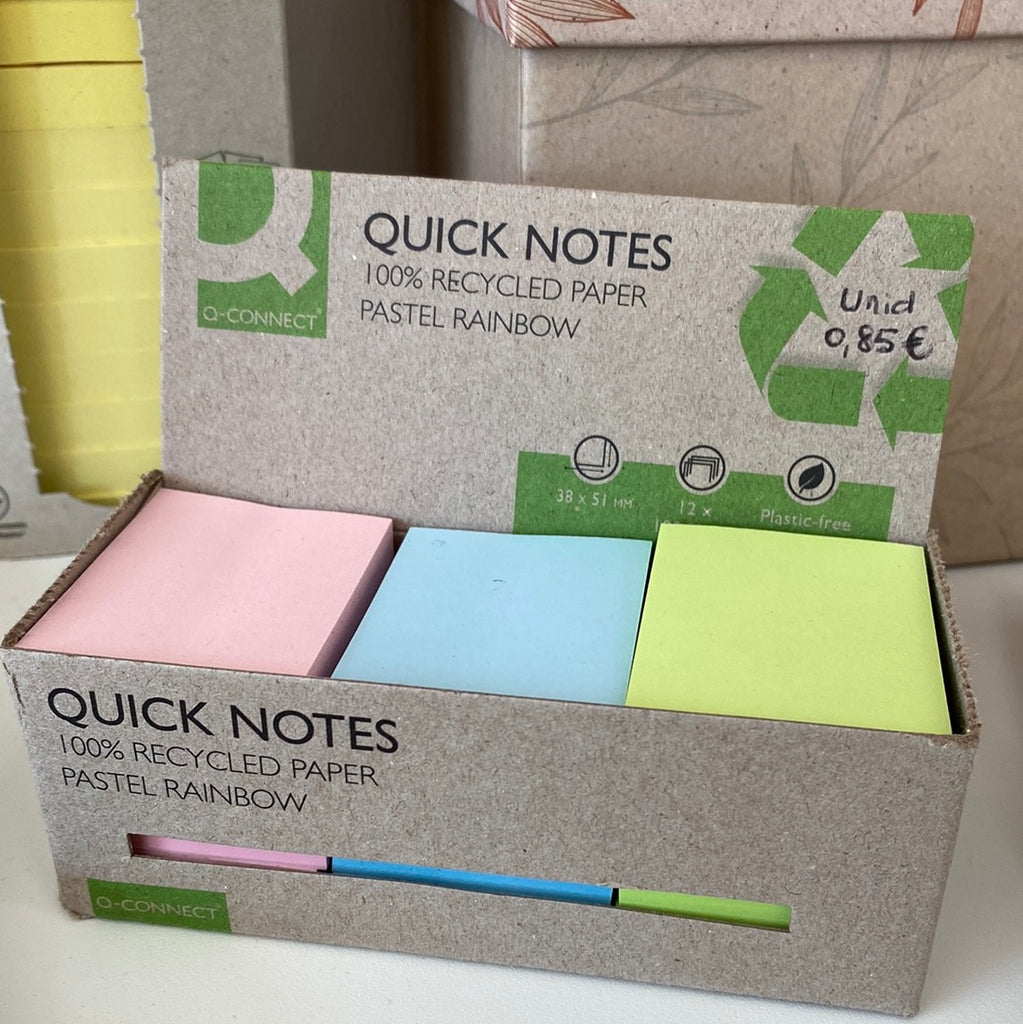 QUICK NOTES
100% RECYCLED PAPER
PASTEL RAINBOW
Q-CONNECT
Unid
0,85 €
38 x 51 MM
12 x
Plastic-free
QUICK NOTES
100% RECYCLED PAPER
PASTEL RAINBOW
Q-CONNECT